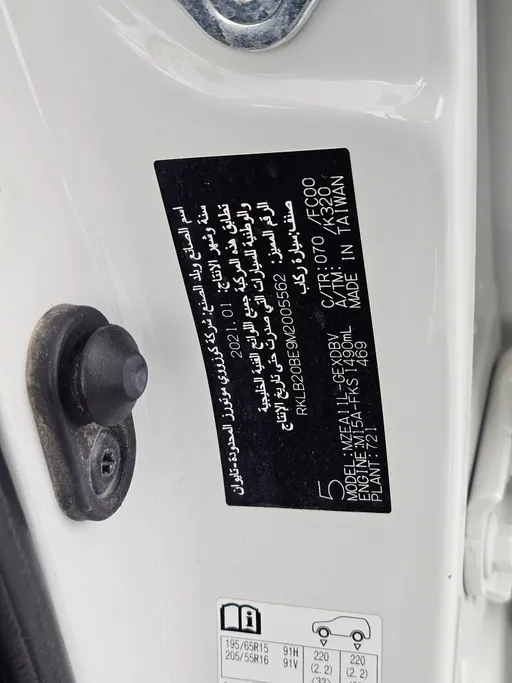 اسم الصانع وبلد الصنع: شركة كوزوي موتورز المحدودة-تايوان
سنة وشهر الإنتاج: 2021.01
تطابق هذه المركبة جميع اللوائح الفنية الخليجية
والوطنية للسيارات التي صدرت حتى تاريخ الإنتاج
الرقم المميز: RKLB20BE9M2005562
صنف:سيارة ركاب
5 C/TR:070 /FC00
MODEL:MZEA11L-GEXDBV A/TM: /K320
ENGINE:M15A-FKS 1490mL MADE IN TAIWAN
PLANT:721 469
195/65R15 91H 220 220
205/55R16 91V (2.2) (2.2)